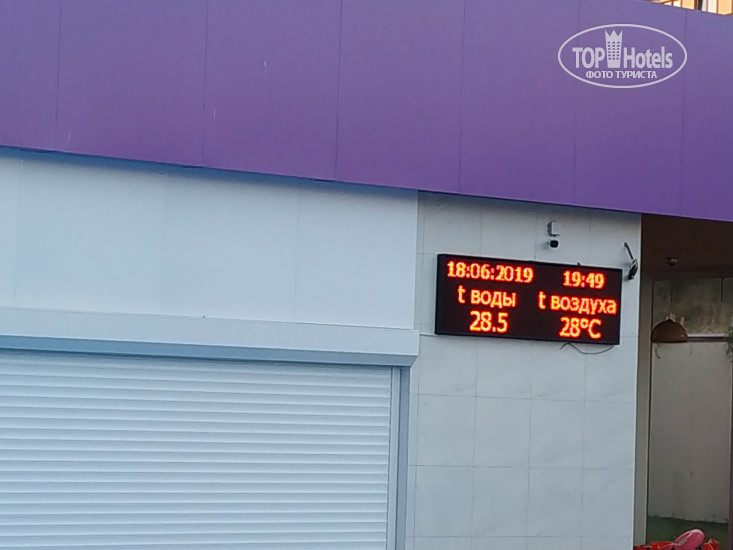 TOP Hotels
ФОТО ТУРИСТА
18:06:2019 19:49
t воды t воздуха
28.5 28°C